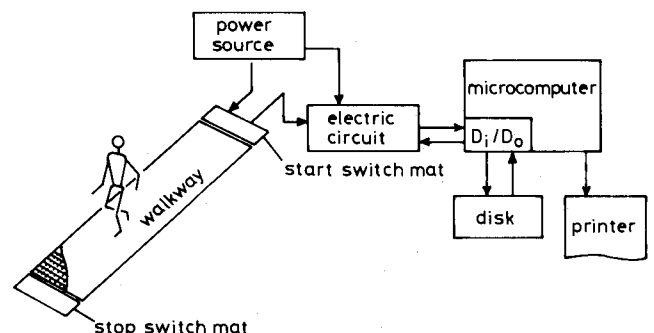 power
source
microcomputer
electric
circuit
Di/Do
start switch mat
walkway
disk
printer
stop switch mat